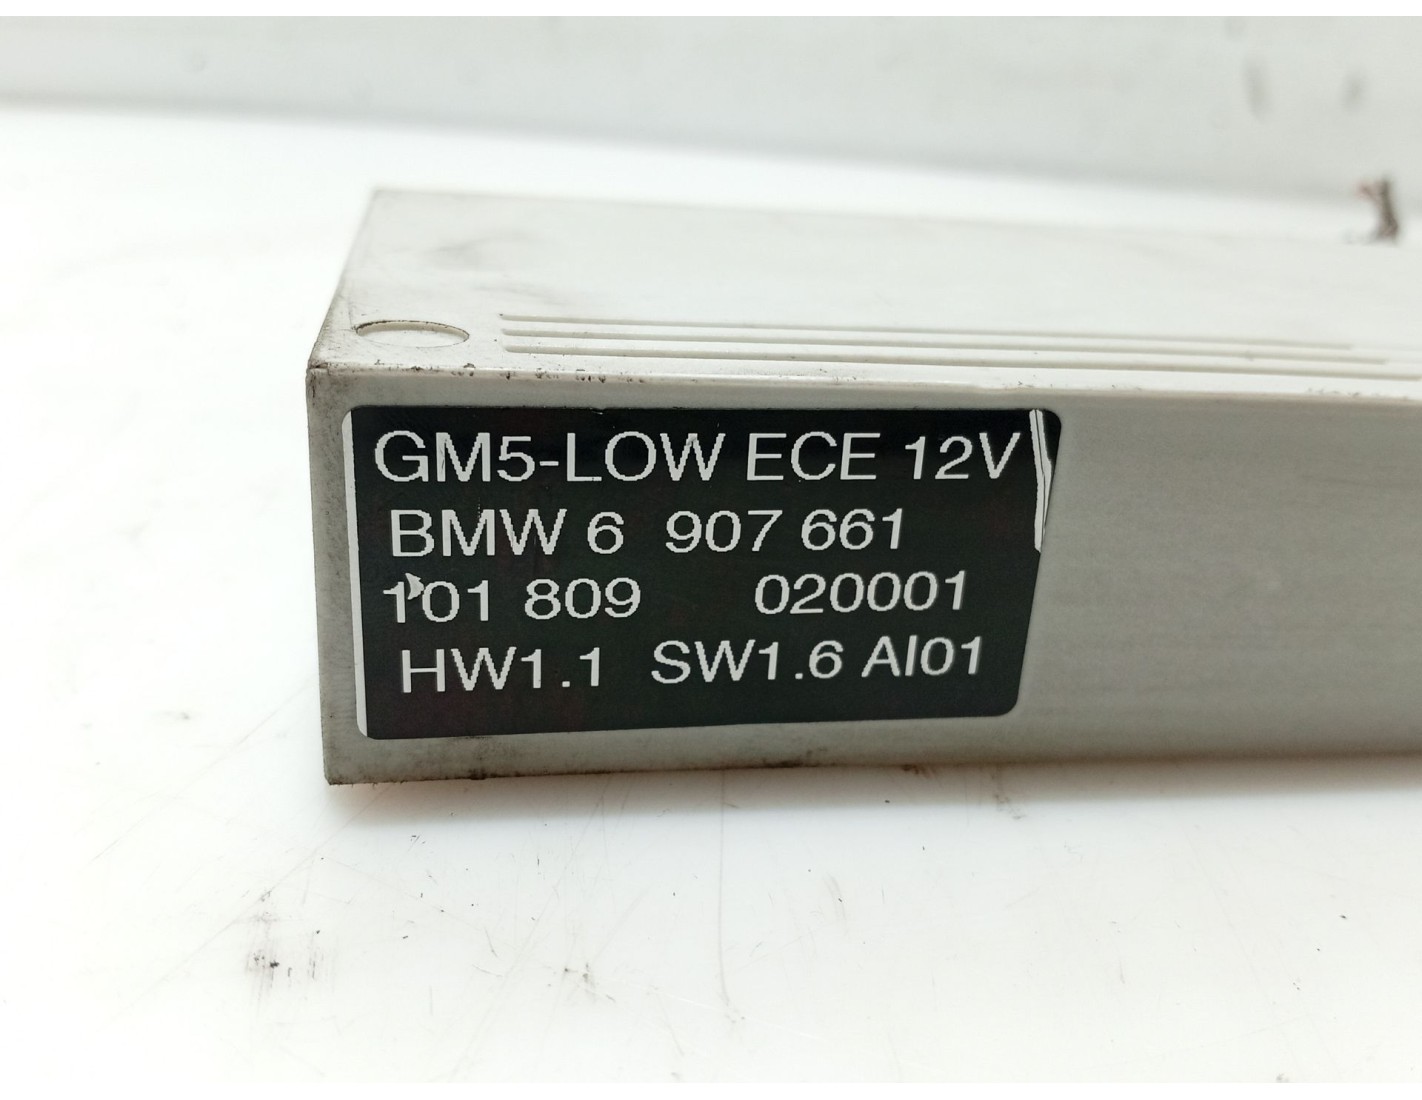 GM5-LOW ECE 12V
BMW 6 907 661
101 809 020001
HW1.1 SW1.6 AI01